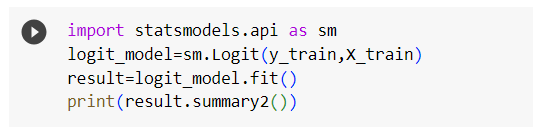 import statsmodels.api as sm
logit_model=sm.Logit(y_train,X_train)
result=logit_model.fit()
print(result.summary2())